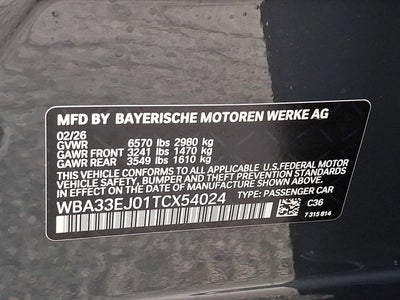 MFD BY BAYERISCHE MOTOREN WERKE AG
02/26
GVWR 6570 lbs 2980 kg
GAWR FRONT 3241 lbs 1470 kg
GAWR REAR 3549 lbs 1610 kg
THIS VEHICLE CONFORMS TO ALL APPLICABLE U.S.FEDERAL MOTOR
VEHICLE SAFETY, BUMPER, AND THEFT PREVENTION STANDARDS
IN EFFECT ON THE DATE OF MANUFACTURE SHOWN ABOVE.
WBA33EJ01TCX54024 TYPE: PASSENGER CAR
C36
7 315 814